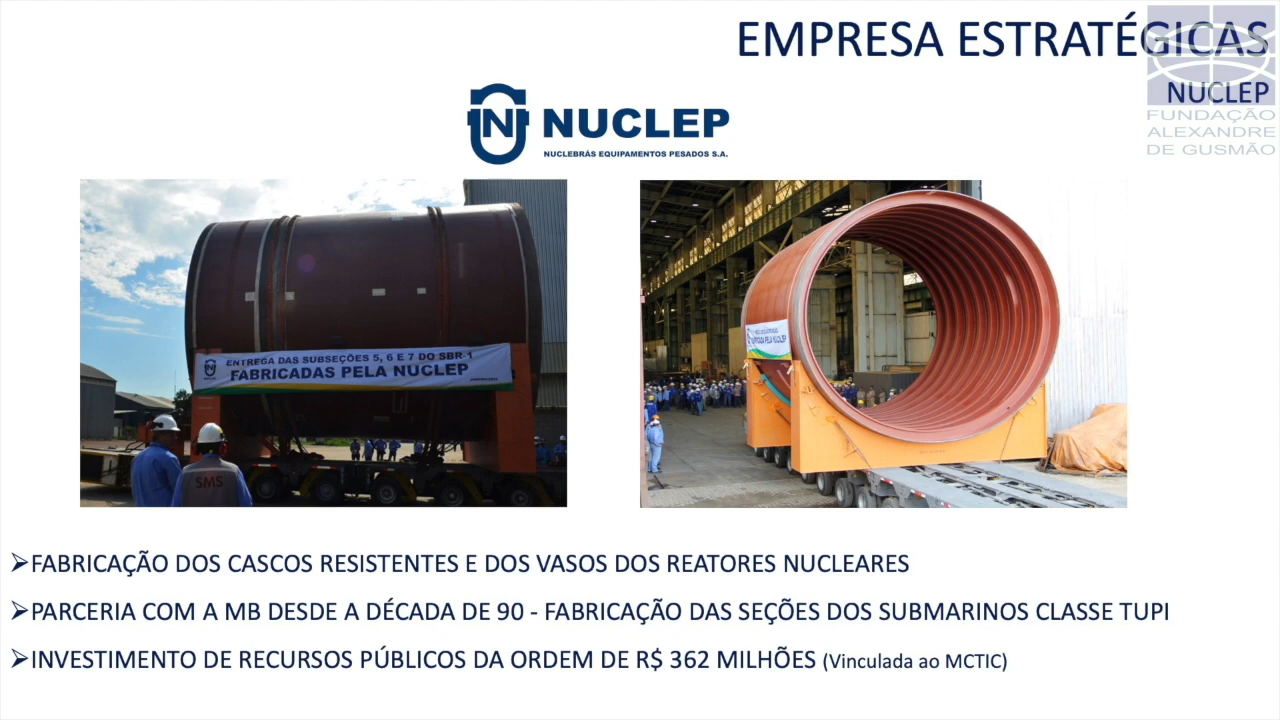 EMPRESA ESTRATÉGICAS
NUCLEP
FUNDAÇÃO
ALEXANDRE
DE GUSMÃO
N
NUCLEP
NUCLEBRÁS EQUIPAMENTOS PESADOS S.A.
ENTREGA DAS SUBSEÇÕES 5, 6 E 7 DO SBR-1
FABRICADAS PELA NUCLEP
SMS
PELA NUCLEP
➢FABRICAÇÃO DOS CASCOS RESISTENTES E DOS VASOS DOS REATORES NUCLEARES
➢PARCERIA COM A MB DESDE A DÉCADA DE 90 - FABRICAÇÃO DAS SEÇÕES DOS SUBMARINOS CLASSE TUPI
➢INVESTIMENTO DE RECURSOS PÚBLICOS DA ORDEM DE R$ 362 MILHÕES (Vinculada ao MCTIC)